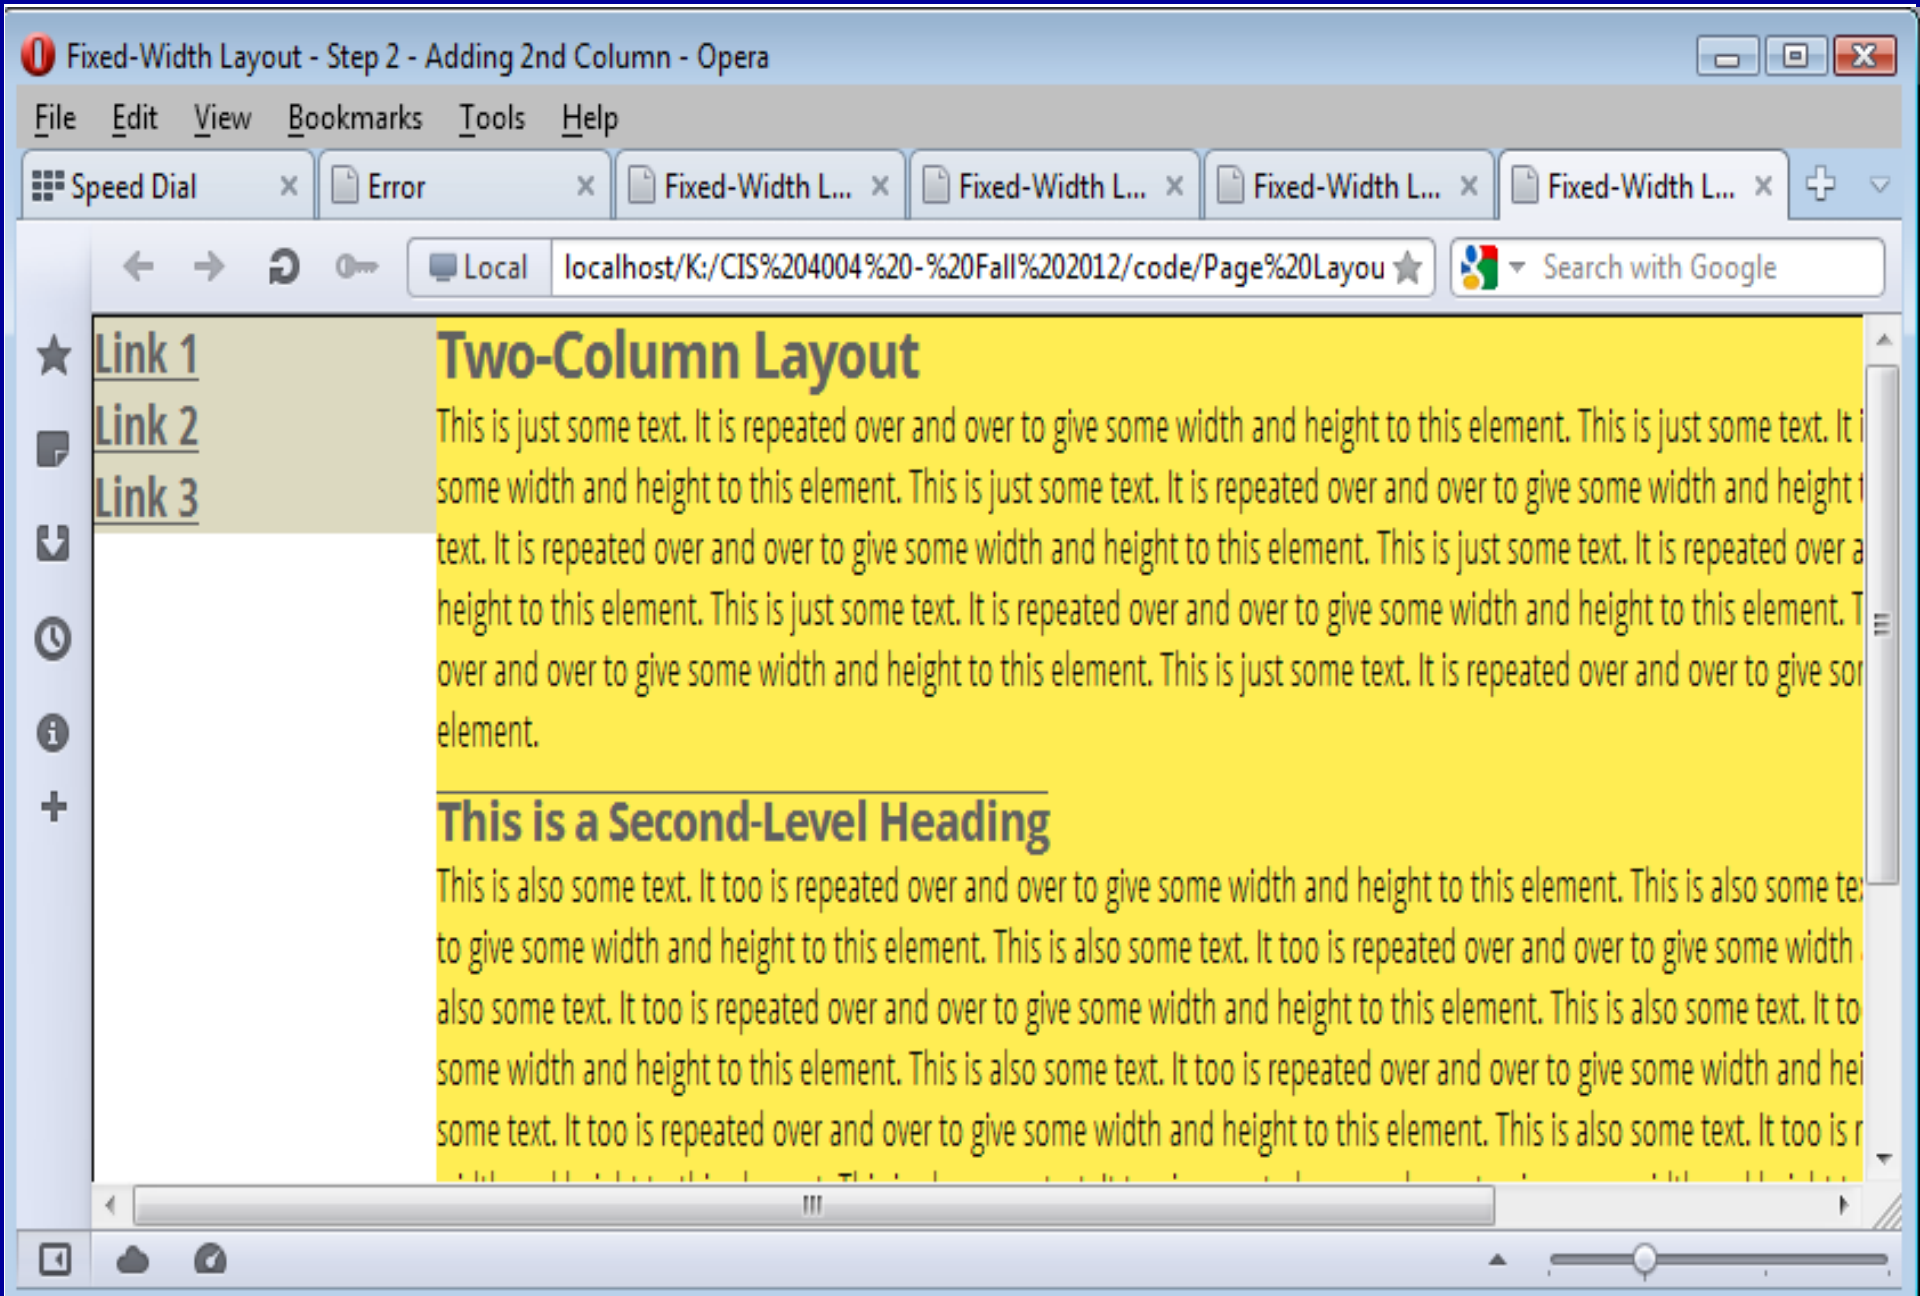 Fixed-Width Layout - Step 2 - Adding 2nd Column - Opera
File Edit View Bookmarks Tools Help
Speed Dial Error Fixed-Width L... Fixed-Width L... Fixed-Width L... Fixed-Width L...
Local localhost/K:/CIS%204004%20-%20Fall%202012/code/Page%20Layou Search with Google
Link 1
Link 2
Link 3
Two-Column Layout
This is just some text. It is repeated over and over to give some width and height to this element. This is just some text. It i
some width and height to this element. This is just some text. It is repeated over and over to give some width and height t
text. It is repeated over and over to give some width and height to this element. This is just some text. It is repeated over a
height to this element. This is just some text. It is repeated over and over to give some width and height to this element. T
over and over to give some width and height to this element. This is just some text. It is repeated over and over to give sor
element.
This is a Second-Level Heading
This is also some text. It too is repeated over and over to give some width and height to this element. This is also some tex
to give some width and height to this element. This is also some text. It too is repeated over and over to give some width
also some text. It too is repeated over and over to give some width and height to this element. This is also some text. It to
some width and height to this element. This is also some text. It too is repeated over and over to give some width and hei
some text. It too is repeated over and over to give some width and height to this element. This is also some text. It too is r